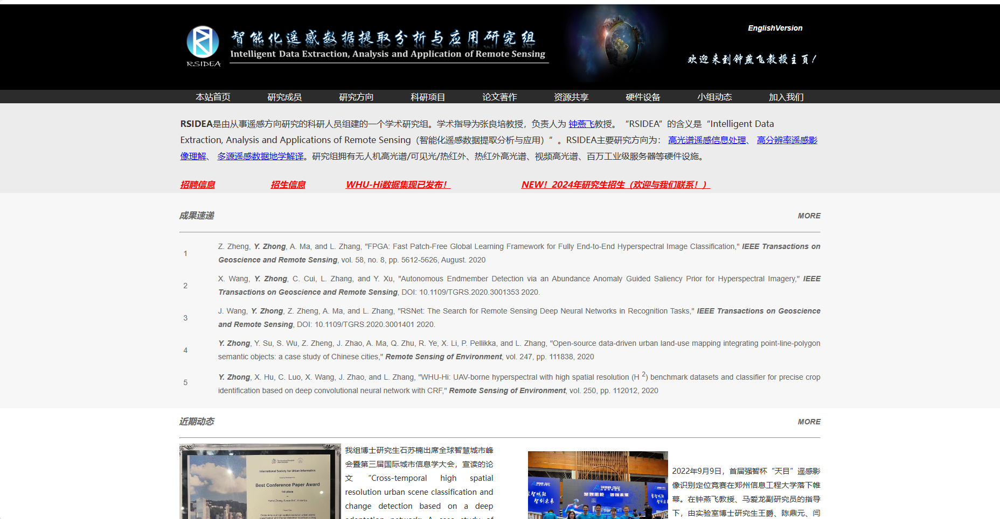 EnglishVersion
智能化遥感数据提取分析与应用研究组
Intelligent Data Extraction, Analysis and Application of Remote Sensing
RSIDEA
欢迎来到钟燕飞教授主页！
本站首页 研究成员 研究方向 科研项目 论文著作 资源共享 硬件设备 小组动态 加入我们
RSIDEA是由从事遥感方向研究的科研人员组建的一个学术研究组。学术指导为张良培教授，负责人为 钟燕飞教授。“RSIDEA”的含义是“Intelligent Data
Extraction, Analysis and Applications of Remote Sensing（智能化遥感数据提取分析与应用）”。RSIDEA主要研究方向为： 高光谱遥感信息处理、 高分辨率遥感影
像理解、 多源遥感数据地学解译。研究组拥有无人机高光谱/可见光/热红外、热红外高光谱、视频高光谱、百万工业级服务器等硬件设施。
招聘信息 招生信息 WHU-Hi数据集现已发布！ NEW！2024年研究生招生（欢迎与我们联系！）
成果速递 MORE
1 Z. Zheng, Y. Zhong, A. Ma, and L. Zhang, "FPGA: Fast Patch-Free Global Learning Framework for Fully End-to-End Hyperspectral Image Classification," IEEE Transactions on
Geoscience and Remote Sensing, vol. 58, no. 8, pp. 5612-5626, August. 2020
2 X. Wang, Y. Zhong, C. Cui, L. Zhang, and Y. Xu, "Autonomous Endmember Detection via an Abundance Anomaly Guided Saliency Prior for Hyperspectral Imagery," IEEE
Transactions on Geoscience and Remote Sensing, DOI: 10.1109/TGRS.2020.3001353 2020.
3 J. Wang, Y. Zhong, Z. Zheng, A. Ma, and L. Zhang, "RSNet: The Search for Remote Sensing Deep Neural Networks in Recognition Tasks," IEEE Transactions on Geoscience
and Remote Sensing, DOI: 10.1109/TGRS.2020.3001401 2020.
4 Y. Zhong, Y. Su, S. Wu, Z. Zheng, J. Zhao, A. Ma, Q. Zhu, R. Ye, X. Li, P. Pellikka, and L. Zhang, "Open-source data-driven urban land-use mapping integrating point-line-polygon
semantic objects: a case study of Chinese cities," Remote Sensing of Environment, vol. 247, pp. 111838, 2020
5 Y. Zhong, X. Hu, C. Luo, X. Wang, J. Zhao, and L. Zhang, "WHU-Hi: UAV-borne hyperspectral with high spatial resolution (H 2) benchmark datasets and classifier for precise crop
identification based on deep convolutional neural network with CRF," Remote Sensing of Environment, vol. 250, pp. 112012, 2020
近期动态 MORE
International Society for Urban Informatics
Best Conference Paper Award
1st place
我组博士研究生石苏楠出席全球智慧城市峰
会暨第三届国际城市信息学大会，宣读的论
文 “Cross-temporal high spatial
resolution urban scene classification and
change detection based on a deep
adaptation network: A case study of
2022年9月9日，首届强智杯“天目”遥感影
像识别定位竞赛在郑州信息工程大学落下帷
幕。在钟燕飞教授、马爱龙副研究员的指导
下，由实验室博士研究生王爵、陈鼎元、闫